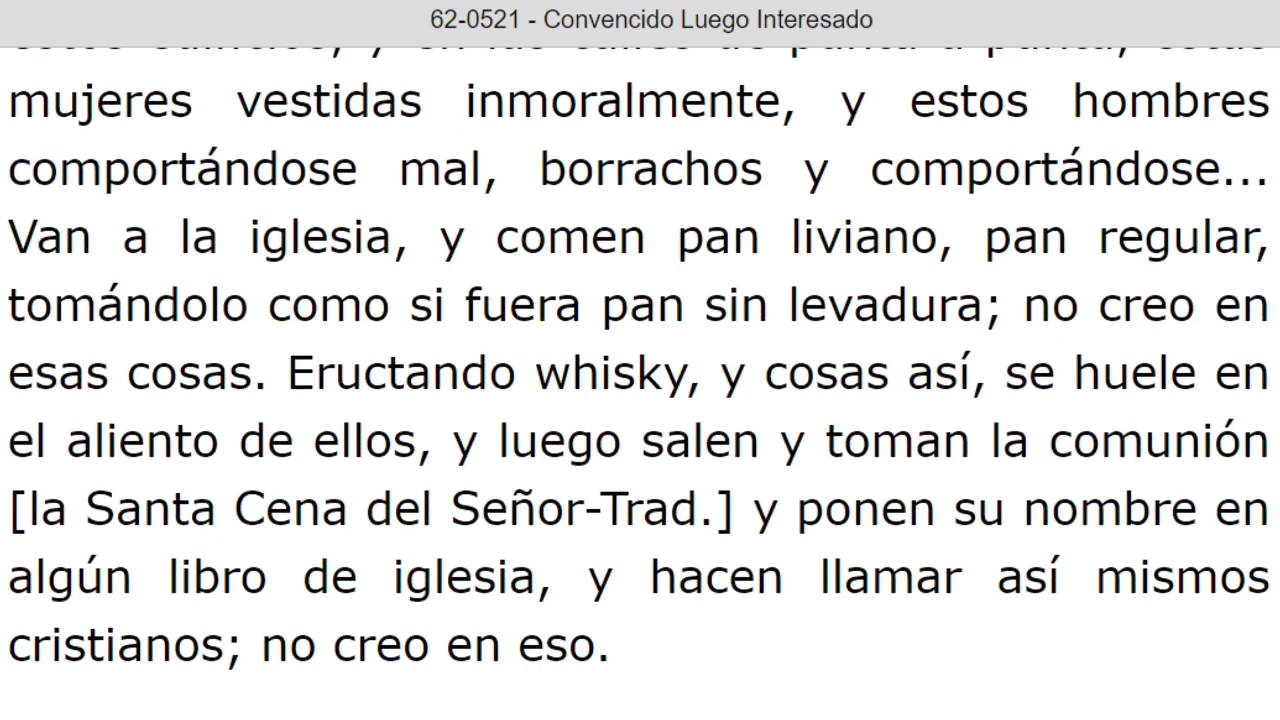 62-0521 - Convencido Luego Interesado
mujeres vestidas inmoralmente, y estos hombres
comportándose mal, borrachos y comportándose...
Van a la iglesia, y comen pan liviano, pan regular,
tomándolo como si fuera pan sin levadura; no creo en
esas cosas. Eructando whisky, y cosas así, se huele en
el aliento de ellos, y luego salen y toman la comunión
[la Santa Cena del Señor-Trad.] y ponen su nombre en
algún libro de iglesia, y hacen llamar así mismos
cristianos; no creo en eso.